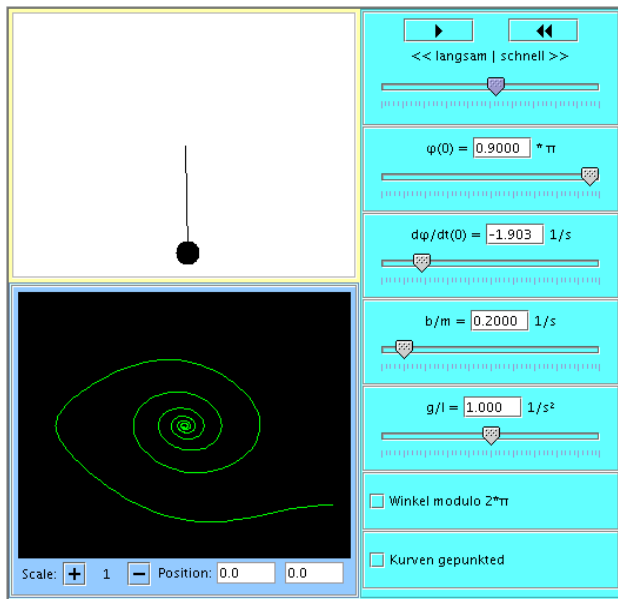 << langsam | schnell >>
φ(0) = 0.9000 * π
dφ/dt(0) = -1.903 1/s
b/m = 0.2000 1/s
g/l = 1.000 1/s²
Winkel modulo 2*π
Kurven gepunkted
Scale: + 1 − Position: 0.0 0.0